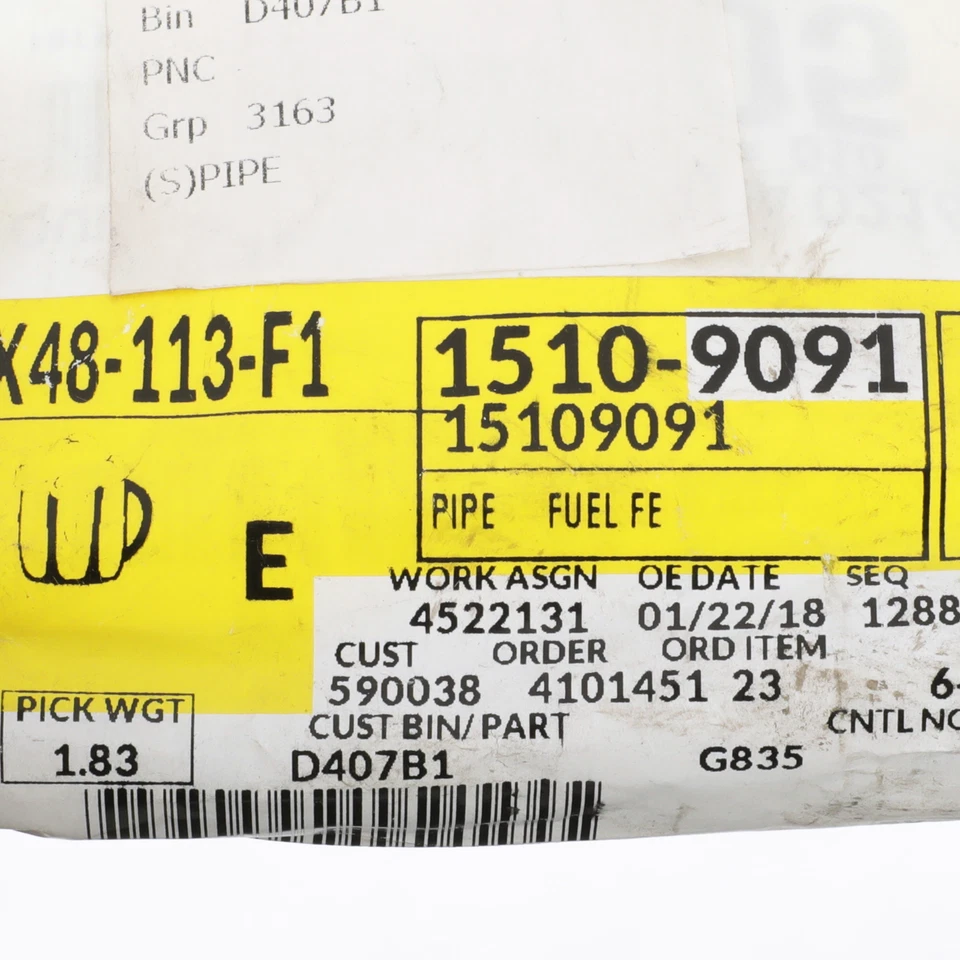 Bin D407B1
PNC
Grp 3163
(S)PIPE
X48-113-F1
1510-9091
15109091
PIPE FUEL FE
E
WORK ASGN OE DATE SEQ
4522131 01/22/18 1288
CUST ORDER ORD ITEM
590038 4101451 23 6-
PICK WGT
1.83
CUST BIN/PART CNTL NO
D407B1 G835